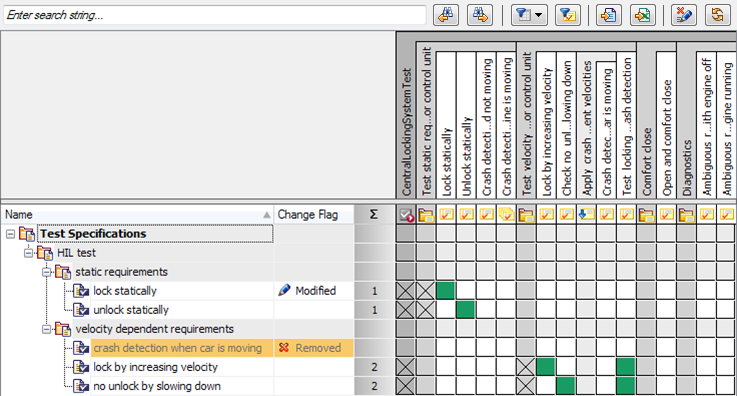 Enter search string...
CentralLockingSystemTest
Test static req...or control unit
Lock statically
Unlock statically
Crash detecti...d not moving
Crash detecti...ine is moving
Test velocity ...or control unit
Lock by increasing velocity
Check no unl...lowing down
Apply crash ...ent velocities
Crash detec...ar is moving
Test locking ...ash detection
Comfort close
Open and comfort close
Diagnostics
Ambiguous r...ith engine off
Ambiguous r...gine running
Name Change Flag Σ
Test Specifications
HIL test
static requirements
lock statically Modified 1
unlock statically 1
velocity dependent requirements
crash detection when car is moving Removed
lock by increasing velocity 2
no unlock by slowing down 2